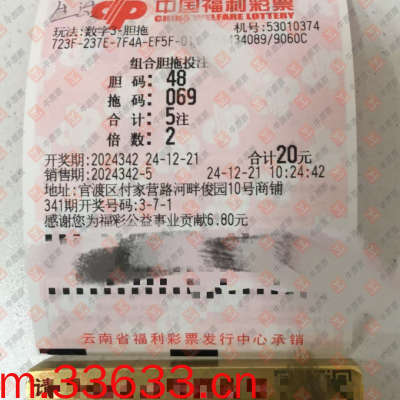 中国福利彩票
CHINA WELFARE LOTTERY
玩法:数字3-胆拖 机号:53010374
723F-237E-7F4A-EF5F-0 34089/9060C
组合胆拖投注
胆码:48
拖码:069
合计:5注
倍数:2
开奖期:2024342 24-12-21 合计20元
销售期:2024342-5 24-12-21 10:24:42
地址:官渡区付家营路河畔俊园10号商铺
341期开奖号码:3-7-1
感谢您为福彩公益事业贡献6.80元
云南省福利彩票发行中心承销
请
m.33633.cn